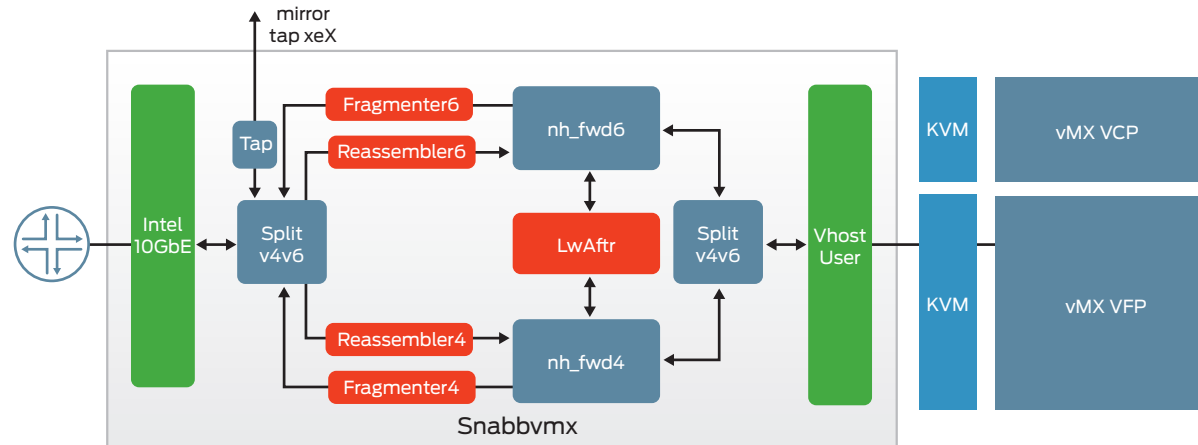 mirror
tap xeX
Fragmenter6
Reassembler6
Tap
nh_fwd6
KVM
vMX VCP
Intel
10GbE
Split
v4v6
LwAftr
Split
v4v6
Vhost
User
KVM
vMX VFP
Reassembler4
Fragmenter4
nh_fwd4
Snabbvmx